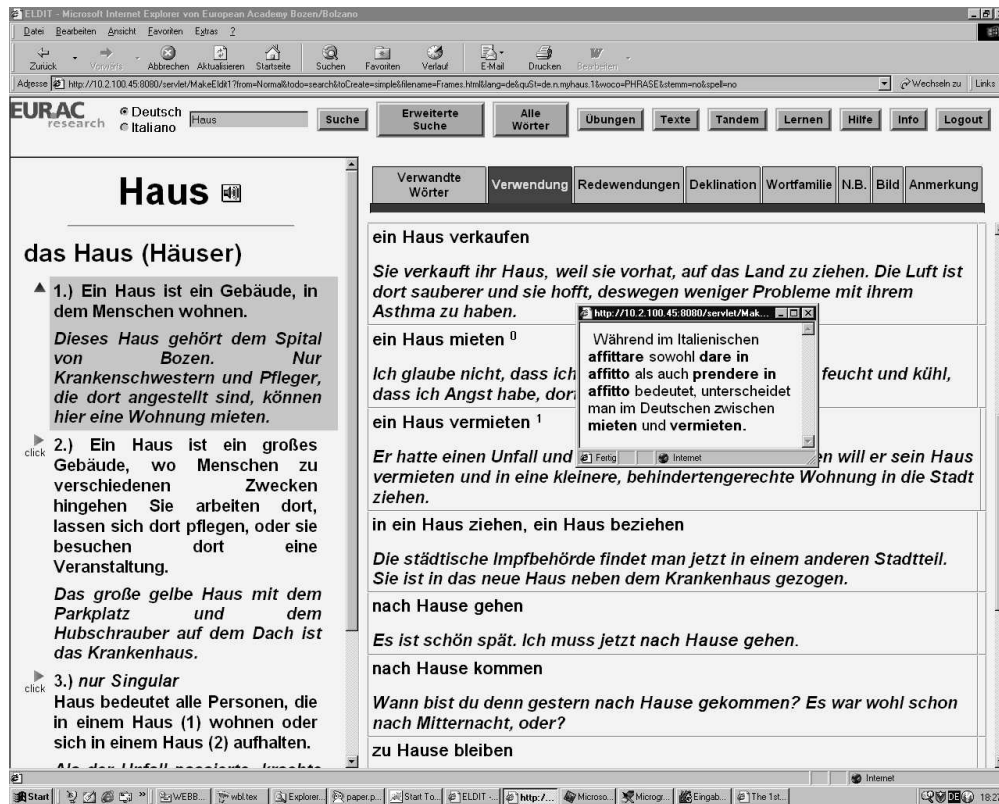 ELDIT - Microsoft Internet Explorer von European Academy Bozen/Bolzano
Datei Bearbeiten Ansicht Favoriten Extras ?
Zurück Vorwärts Abbrechen Aktualisieren Startseite Suchen Favoriten Verlauf E-Mail Drucken Bearbeiten
Adresse http://10.2.100.45:8080/servlet/MakeEldit1?from=Normal&todo=search&toCreate=simple&filename=Frames.html&lang=de&quSt=de.n.myhaus.1&woco=PHRASE&stemm=no&spell=no Wechseln zu Links
EURAC
research
Deutsch
Italiano
Haus
Suche
Erweiterte
Suche
Alle
Wörter
Übungen Texte Tandem Lernen Hilfe Info Logout
Haus
das Haus (Häuser)
1.) Ein Haus ist ein Gebäude, in
dem Menschen wohnen.
Dieses Haus gehört dem Spital
von Bozen. Nur
Krankenschwestern und Pfleger,
die dort angestellt sind, können
hier eine Wohnung mieten.
click
2.) Ein Haus ist ein großes
Gebäude, wo Menschen zu
verschiedenen Zwecken
hingehen Sie arbeiten dort,
lassen sich dort pflegen, oder sie
besuchen dort eine
Veranstaltung.
Das große gelbe Haus mit dem
Parkplatz und dem
Hubschrauber auf dem Dach ist
das Krankenhaus.
click
3.) nur Singular
Haus bedeutet alle Personen, die
in einem Haus (1) wohnen oder
sich in einem Haus (2) aufhalten.
Als der Unfall passierte, krachte
Verwandte
Wörter
Verwendung Redewendungen Deklination Wortfamilie N.B. Bild Anmerkung
ein Haus verkaufen
Sie verkauft ihr Haus, weil sie vorhat, auf das Land zu ziehen. Die Luft ist
dort sauberer und sie hofft, deswegen weniger Probleme mit ihrem
Asthma zu haben.
ein Haus mieten 0
Ich glaube nicht, dass ich feucht und kühl,
dass ich Angst habe,
ein Haus vermieten 1
Er hatte einen Unfall und will er sein Haus
vermieten und in eine kleinere, behindertengerechte Wohnung in die Stadt
ziehen.
in ein Haus ziehen, ein Haus beziehen
Die städtische Impfbehörde findet man jetzt in einem anderen Stadtteil.
Sie ist in das neue Haus neben dem Krankenhaus gezogen.
nach Hause gehen
Es ist schön spät. Ich muss jetzt nach Hause gehen.
nach Hause kommen
Wann bist du denn gestern nach Hause gekommen? Es war wohl schon
nach Mitternacht, oder?
zu Hause bleiben
http://10.2.100.45:8080/servlet/Mak...
Während im Italienischen
affittare sowohl dare in
affitto als auch prendere in
affitto bedeutet, unterscheidet
man im Deutschen zwischen
mieten und vermieten.
Fertig Internet
Internet
Start WEBB... wbl.tex Explorer... paper.p... Start To... ELDIT -... http:/... Microso... Microgr... Eingab... The 1st... DE